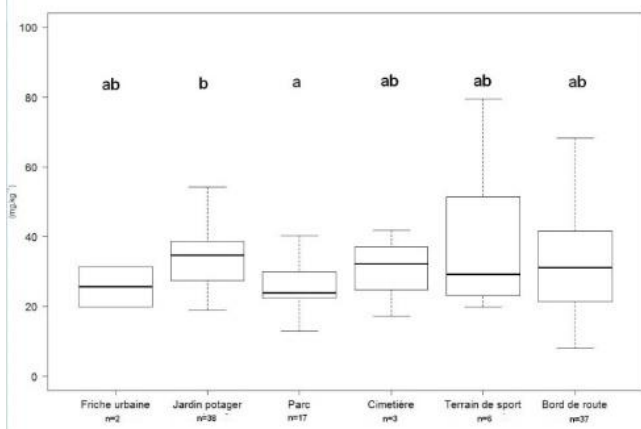 100
80
60
40
20
0
(mg.kg⁻¹)
ab b a ab ab ab
Friche urbaine Jardin potager Parc Cimetière Terrain de sport Bord de route
n=2 n=38 n=17 n=3 n=6 n=37